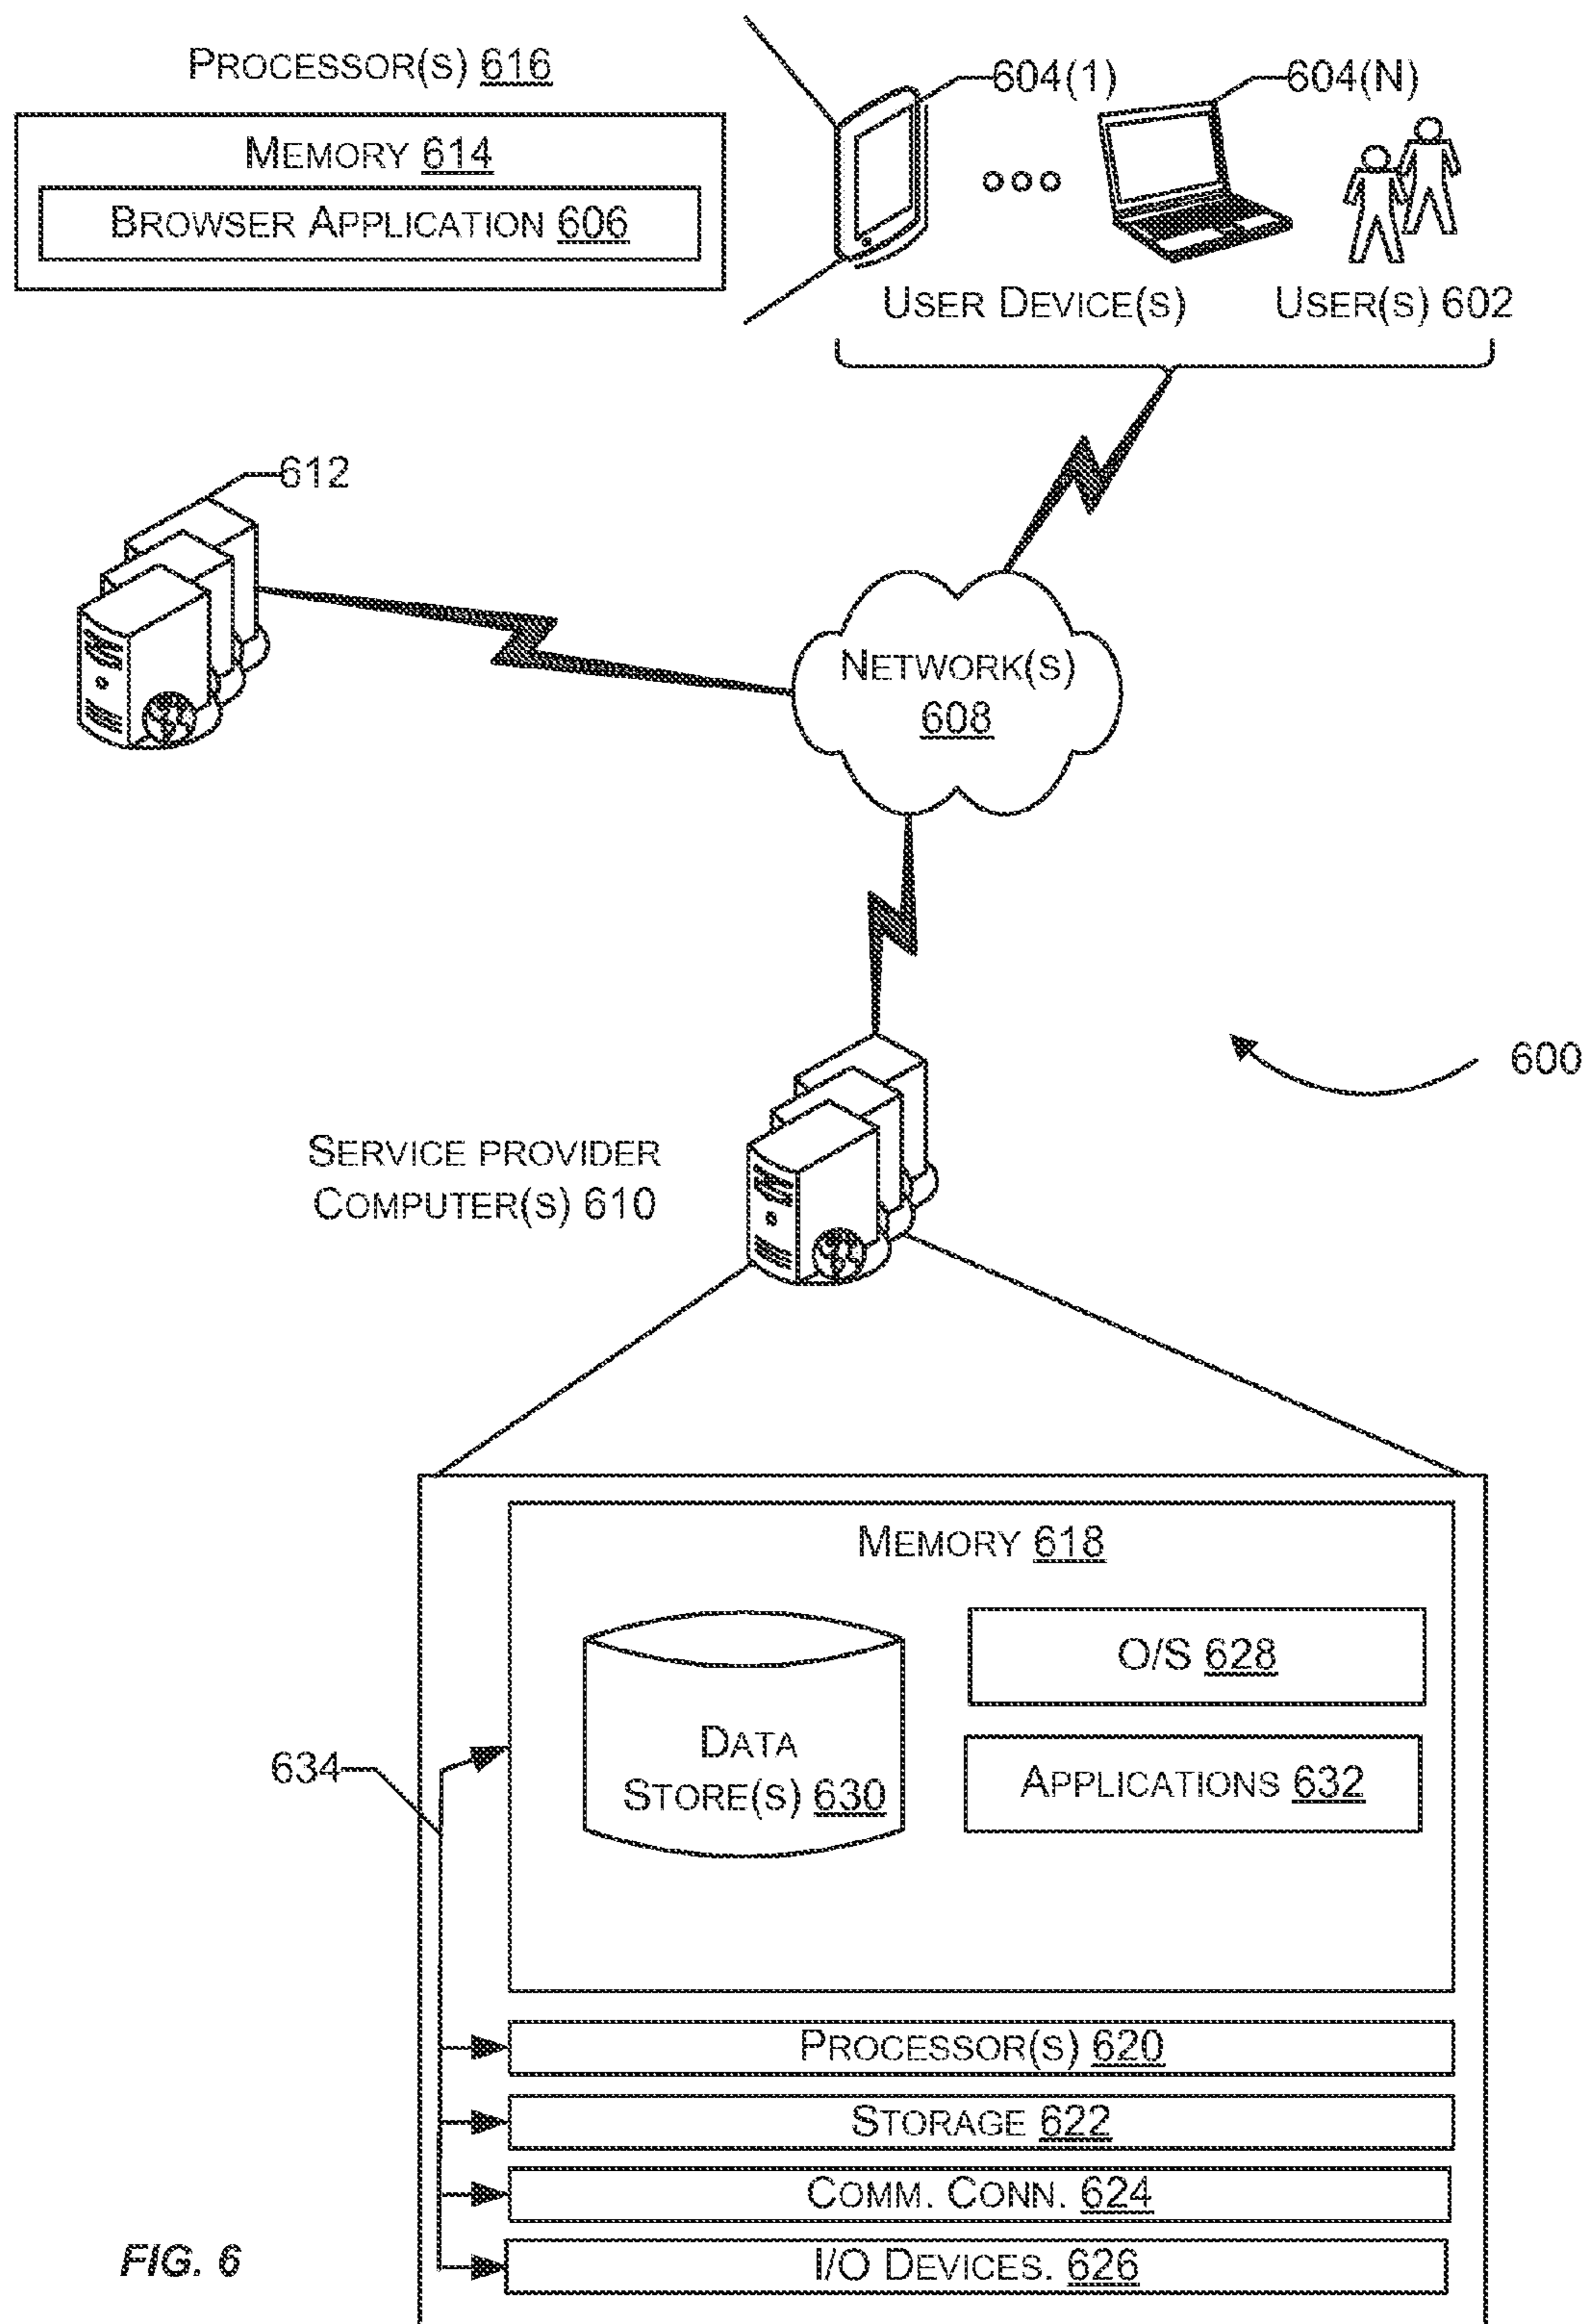 PROCESSOR(S) 616
MEMORY 614
BROWSER APPLICATION 606
604(1)
604(N)
USER DEVICE(S)
USER(S) 602
612
NETWORK(S)
608
600
SERVICE PROVIDER
COMPUTER(S) 610
MEMORY 618
O/S 628
DATA
STORE(S) 630
APPLICATIONS 632
634
PROCESSOR(S) 620
STORAGE 622
COMM. CONN. 624
I/O DEVICES. 626
FIG. 6